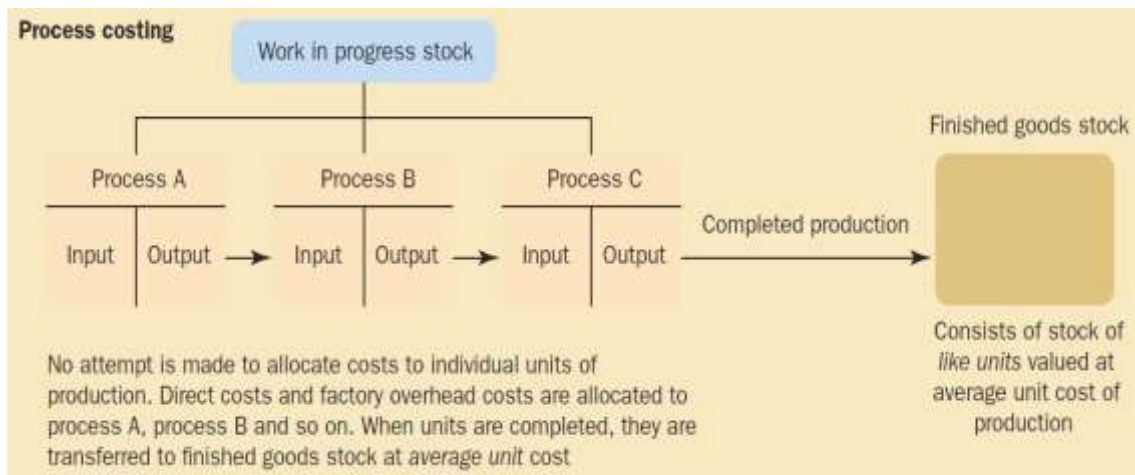 Process costing
Work in progress stock
Process A
Process B
Process C
Input
Output
Input
Output
Input
Output
Completed production
Finished goods stock
Consists of stock of
like units valued at
average unit cost of
production
No attempt is made to allocate costs to individual units of
production. Direct costs and factory overhead costs are allocated to
process A, process B and so on. When units are completed, they are
transferred to finished goods stock at average unit cost